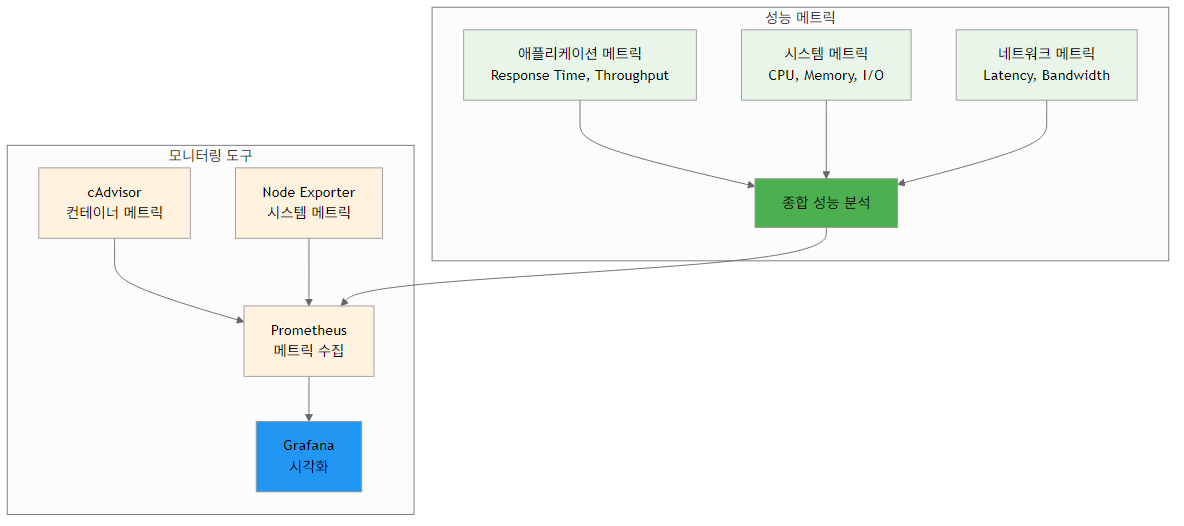 성능 메트릭
애플리케이션 메트릭
Response Time, Throughput
시스템 메트릭
CPU, Memory, I/O
네트워크 메트릭
Latency, Bandwidth
종합 성능 분석
모니터링 도구
cAdvisor
컨테이너 메트릭
Node Exporter
시스템 메트릭
Prometheus
메트릭 수집
Grafana
시각화